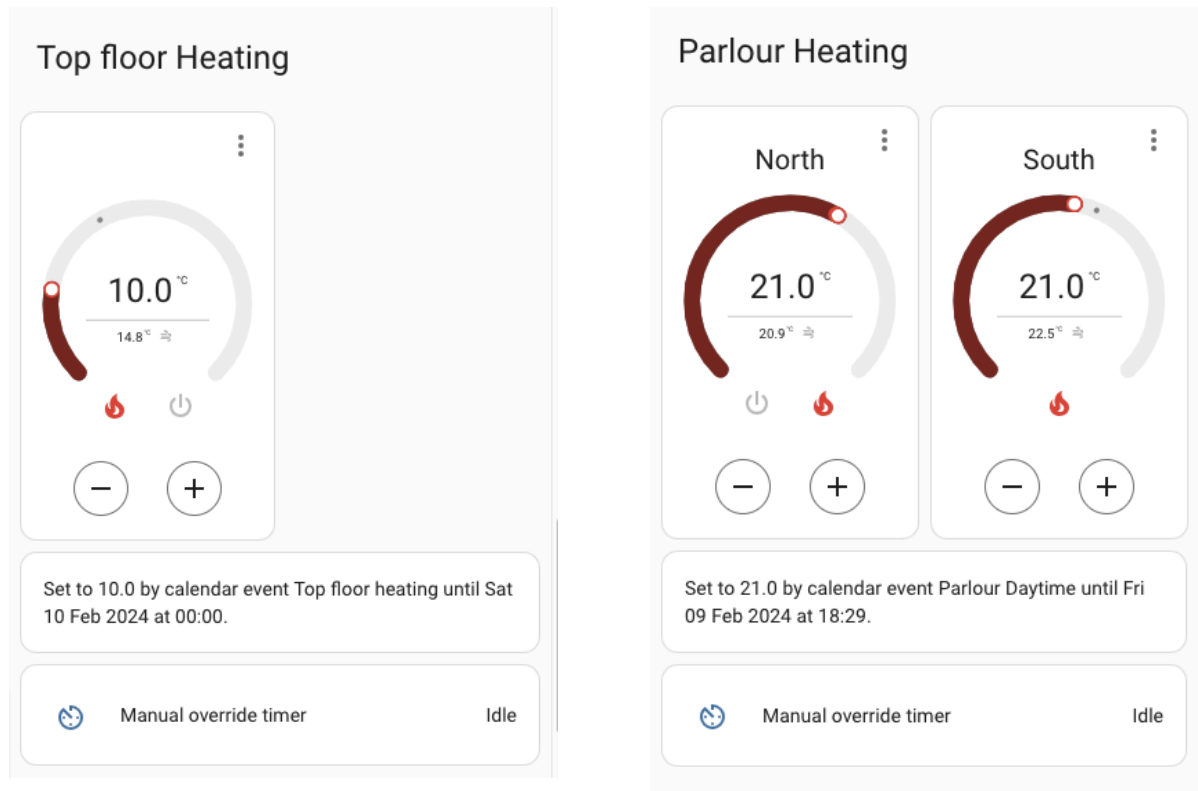 Top floor Heating
10.0 °C
14.8 °C
Set to 10.0 by calendar event Top floor heating until Sat
10 Feb 2024 at 00:00.
Manual override timer
Idle
Parlour Heating
North
21.0 °C
20.9 °C
South
21.0 °C
22.5 °C
Set to 21.0 by calendar event Parlour Daytime until Fri
09 Feb 2024 at 18:29.
Manual override timer
Idle